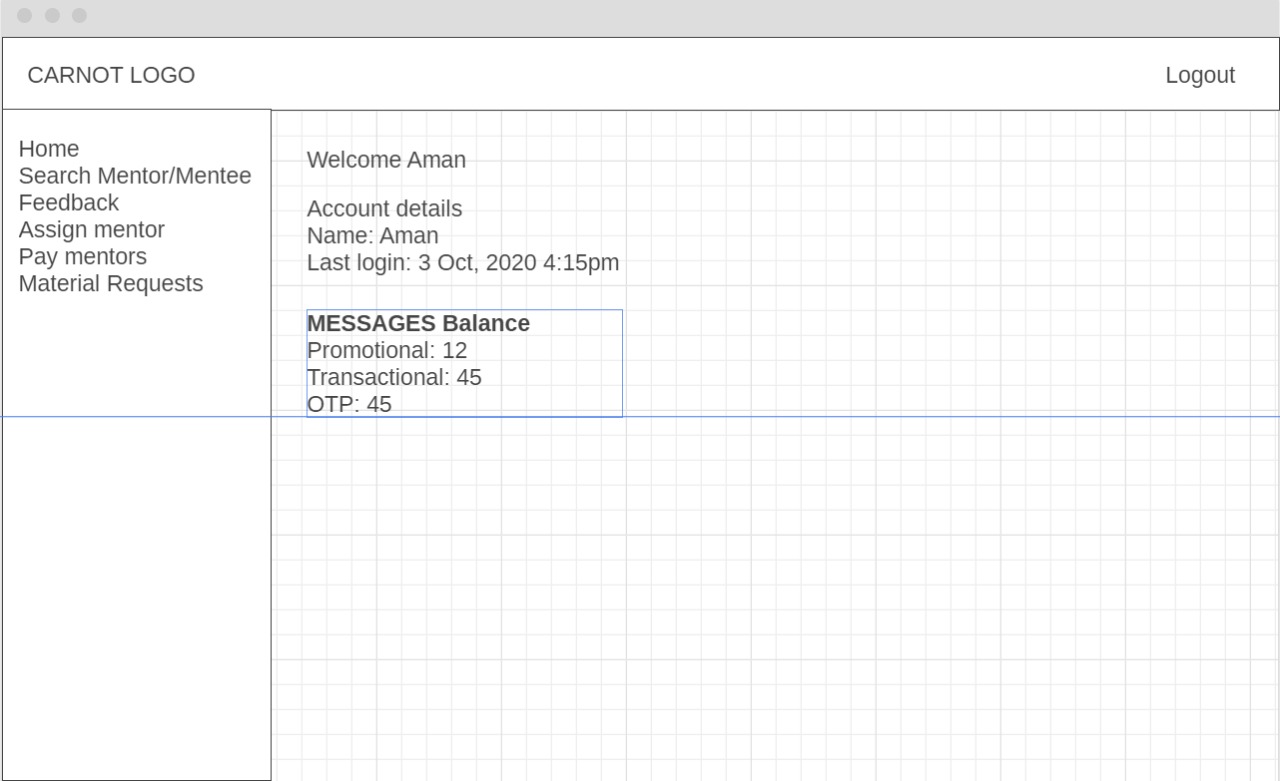 CARNOT LOGO
Logout
Home
Search Mentor/Mentee
Feedback
Assign mentor
Pay mentors
Material Requests
Welcome Aman
Account details
Name: Aman
Last login: 3 Oct, 2020 4:15pm
MESSAGES Balance
Promotional: 12
Transactional: 45
OTP: 45